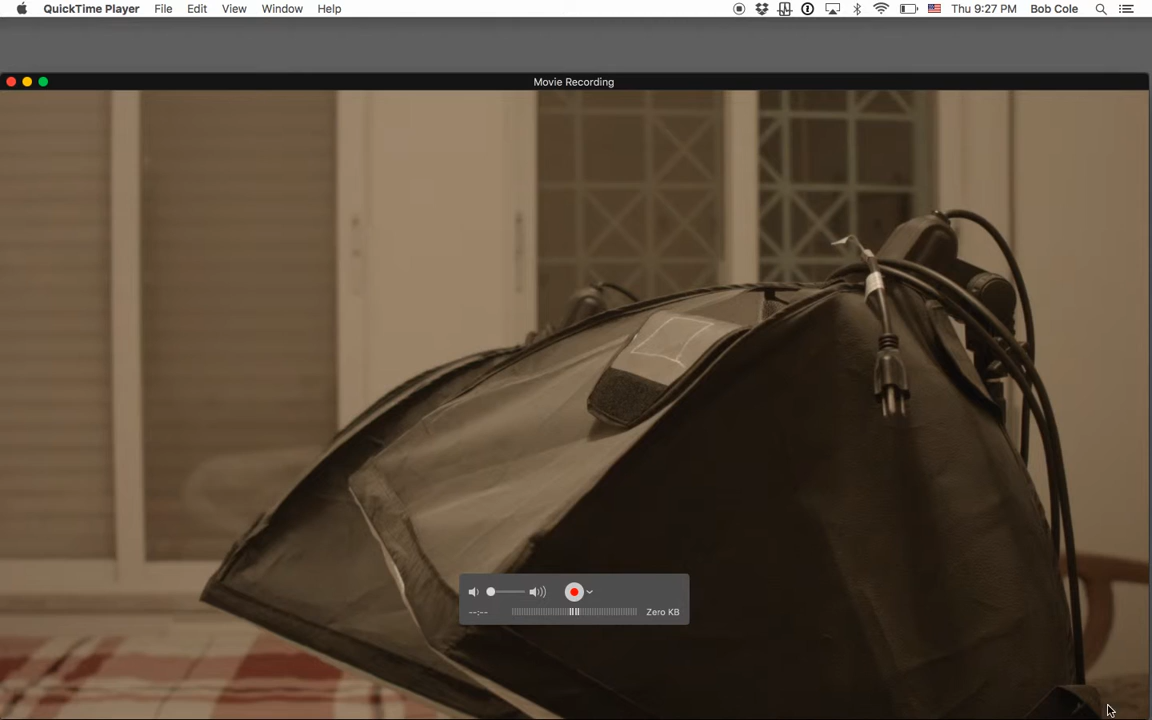 QuickTime Player File Edit View Window Help Thu 9:27 PM Bob Cole
Movie Recording
--:-- Zero KB